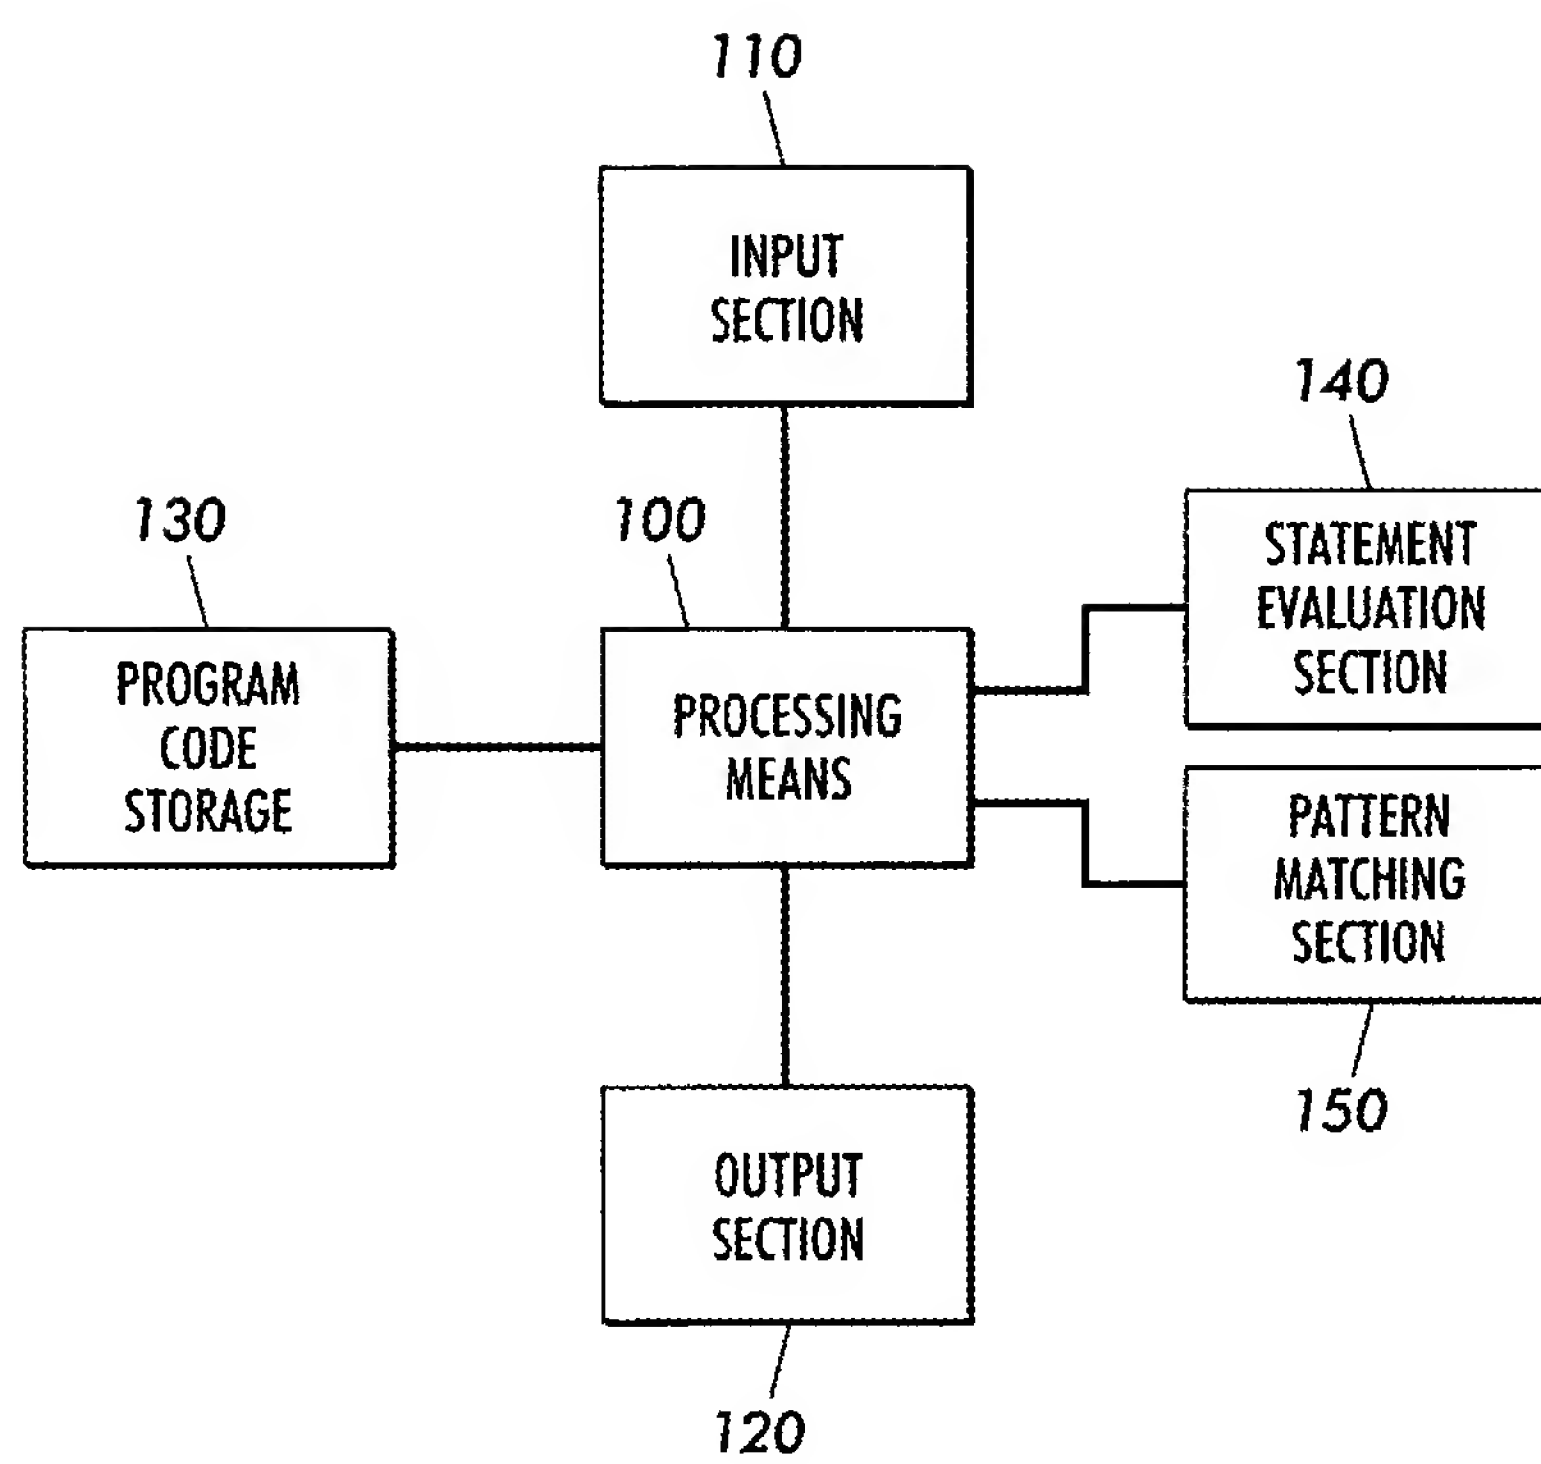 110
INPUT
SECTION
140
STATEMENT
EVALUATION
SECTION
130
PROGRAM
CODE
STORAGE
100
PROCESSING
MEANS
PATTERN
MATCHING
SECTION
150
OUTPUT
SECTION
120